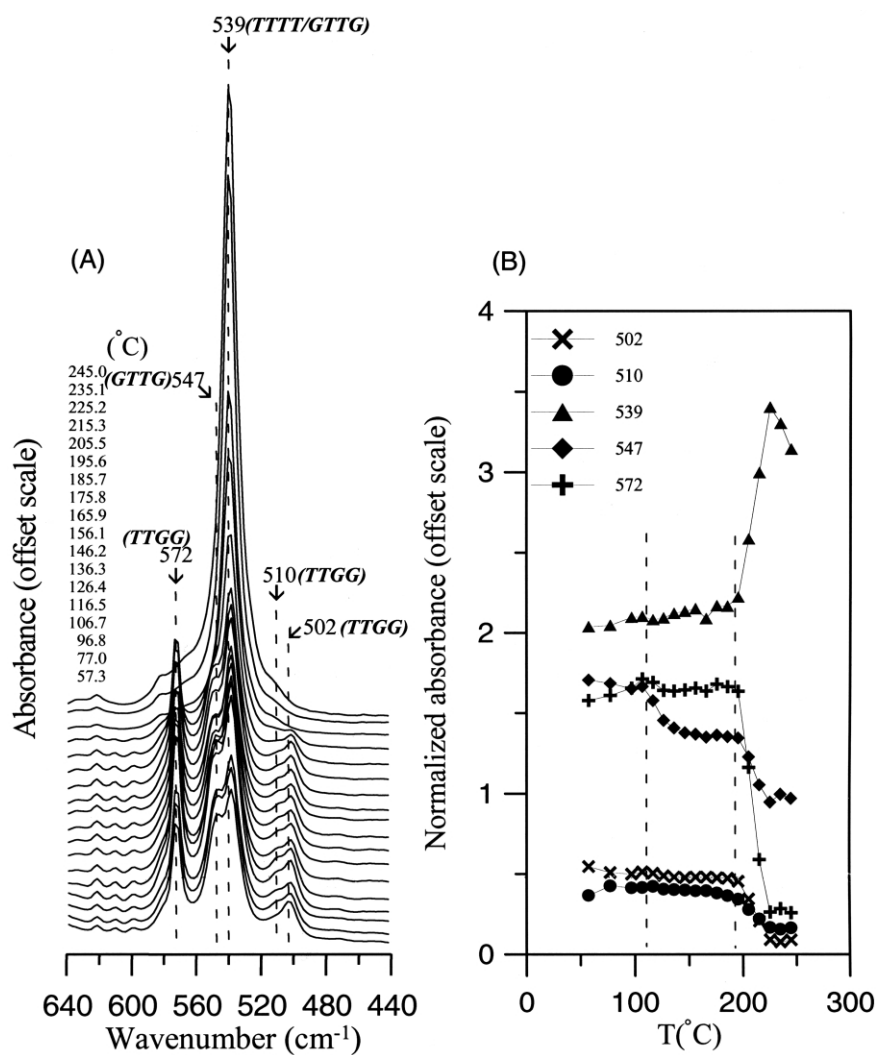 539(TTTT/GTTG)
(A)
(°C)
245.0
235.1
225.2
215.3
205.5
195.6
185.7
175.8
165.9
156.1
146.2
136.3
126.4
116.5
106.7
96.8
77.0
57.3
(GTTG)547
(TTGG)
572
510(TTGG)
502 (TTGG)
Absorbance (offset scale)
640 600 560 520 480 440
Wavenumber (cm-1)
(B)
4
3
2
1
0
502
510
539
547
572
Normalized absorbance (offset scale)
0 100 200 300
T(°C)